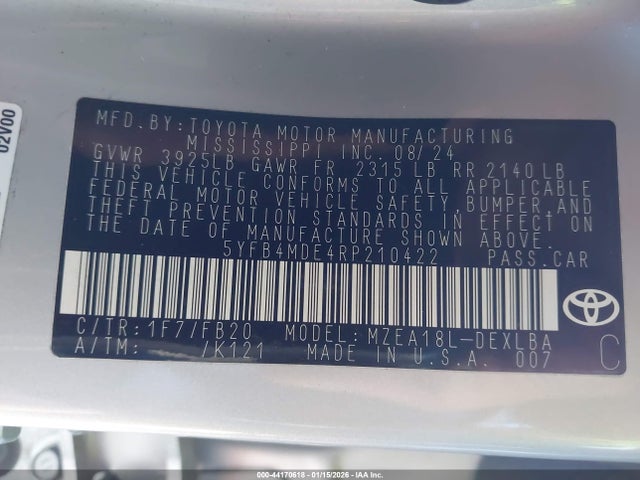 02V00
MFD.BY:TOYOTA MOTOR MANUFACTURING
MISSISSIPPI INC. 08/24
GVWR 3925LB GAWR FR 2315 LB RR 2140 LB
THIS VEHICLE CONFORMS TO ALL APPLICABLE
FEDERAL MOTOR VEHICLE SAFETY, BUMPER, AND
THEFT PREVENTION STANDARDS IN EFFECT ON
THE DATE OF MANUFACTURE SHOWN ABOVE.
5YFB4MDE4RP210422 PASS.CAR
C/TR:1F7/FB20 MODEL:MZEA18L-DEXLBA
A/TM: /K121 MADE IN U.S.A. 007
C
000-44170618 - 01/15/2026 - IAA Inc.